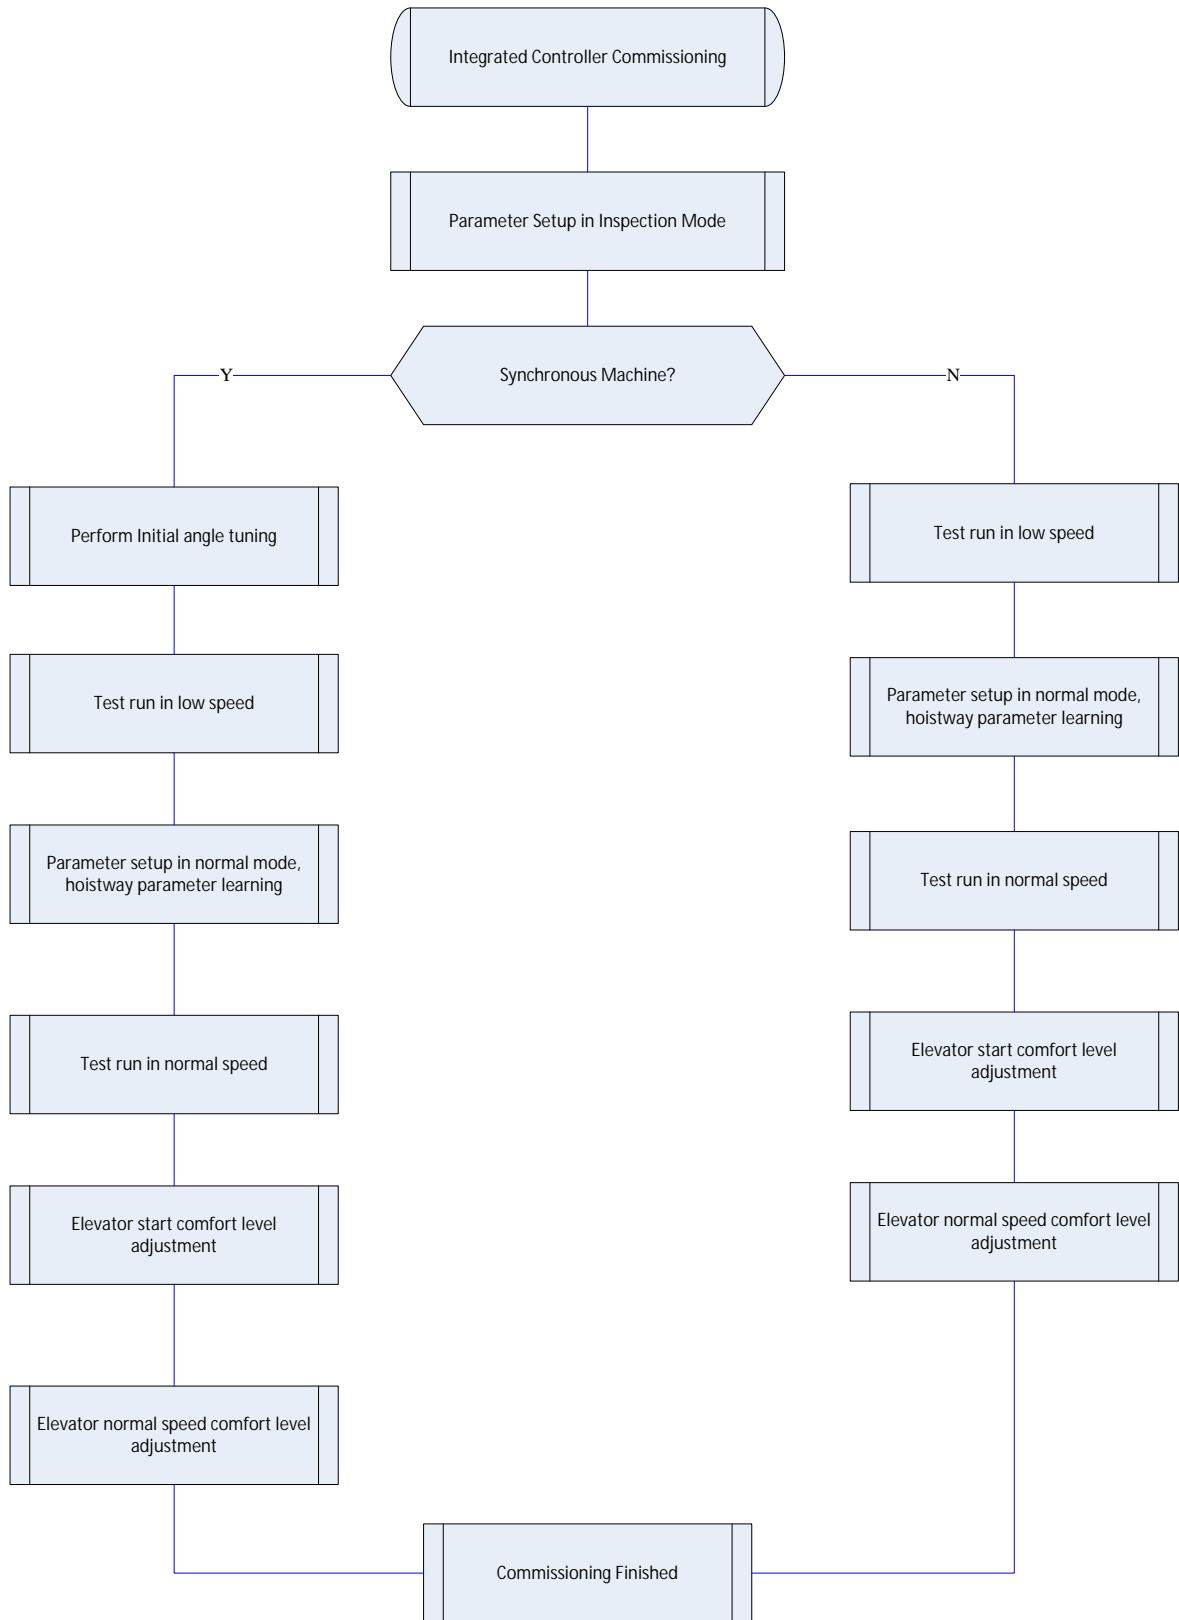 Integrated Controller Commissioning
Parameter Setup in Inspection Mode
Synchronous Machine?
Y
N
Perform Initial angle tuning
Test run in low speed
Parameter setup in normal mode,
hoistway parameter learning
Test run in normal speed
Elevator start comfort level
adjustment
Elevator normal speed comfort level
adjustment
Test run in low speed
Parameter setup in normal mode,
hoistway parameter learning
Test run in normal speed
Elevator start comfort level
adjustment
Elevator normal speed comfort level
adjustment
Commissioning Finished